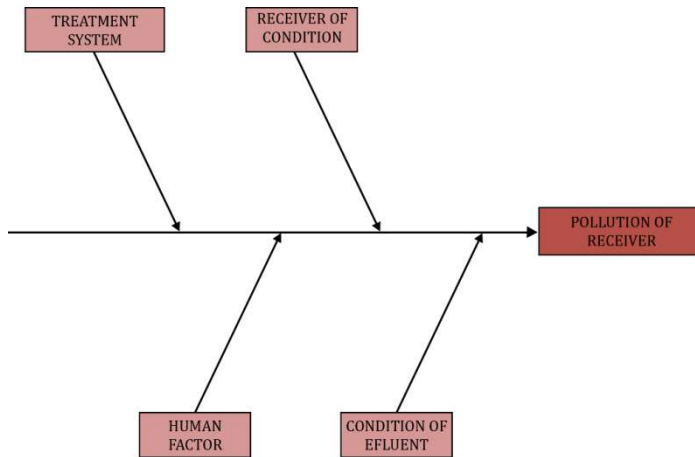 TREATMENT
SYSTEM
RECEIVER OF
CONDITION
POLLUTION OF
RECEIVER
HUMAN
FACTOR
CONDITION OF
EFLUENT